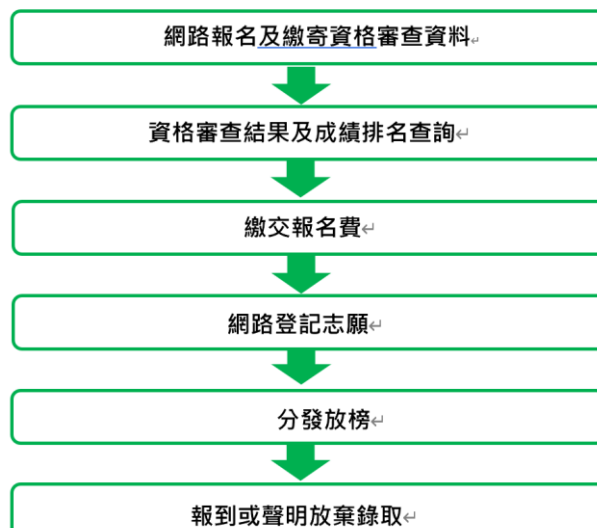 網路報名及繳寄資格審查資料
資格審查結果及成績排名查詢
繳交報名費
網路登記志願
分發放榜
報到或聲明放棄錄取